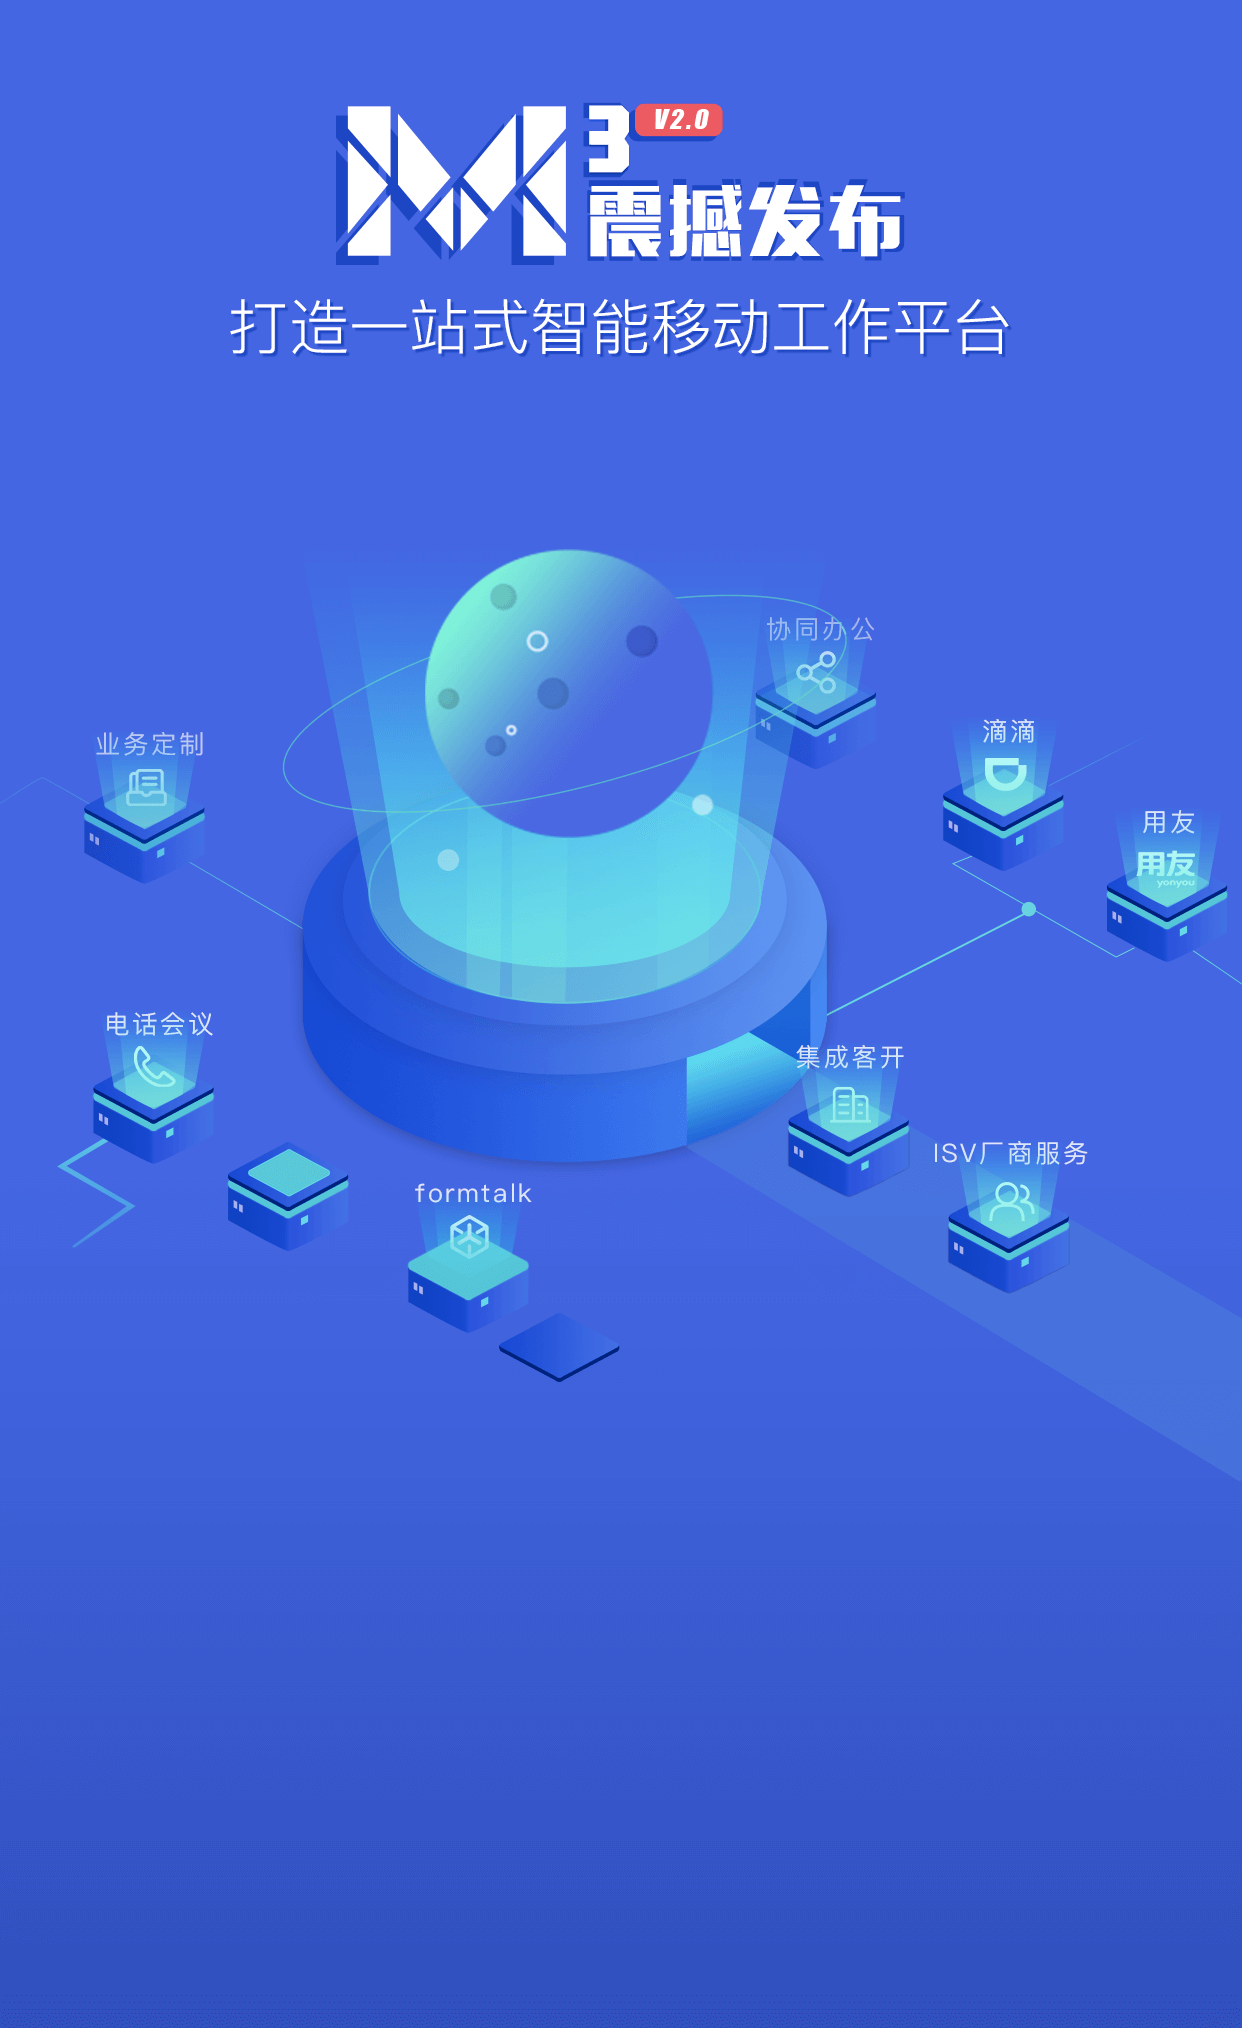 M3 V2.0
震撼发布
打造一站式智能移动工作平台
协同办公
业务定制
滴滴
用友
用友
yonyou
电话会议
集成客开
ISV厂商服务
formtalk